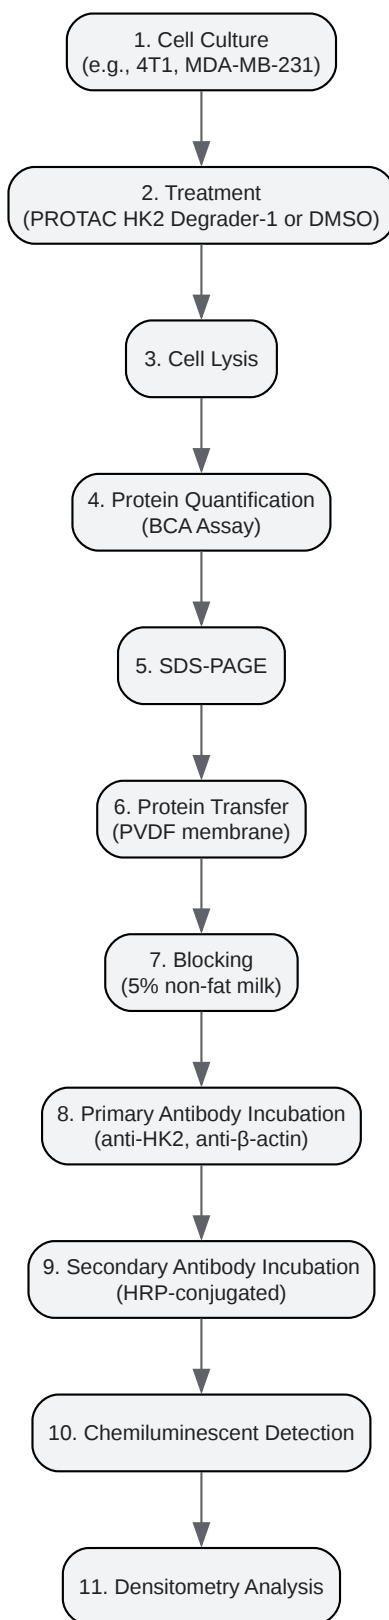 1. Cell Culture
(e.g., 4T1, MDA-MB-231)
2. Treatment
(PROTAC HK2 Degrader-1 or DMSO)
3. Cell Lysis
4. Protein Quantification
(BCA Assay)
5. SDS-PAGE
6. Protein Transfer
(PVDF membrane)
7. Blocking
(5% non-fat milk)
8. Primary Antibody Incubation
(anti-HK2, anti-β-actin)
9. Secondary Antibody Incubation
(HRP-conjugated)
10. Chemiluminescent Detection
11. Densitometry Analysis